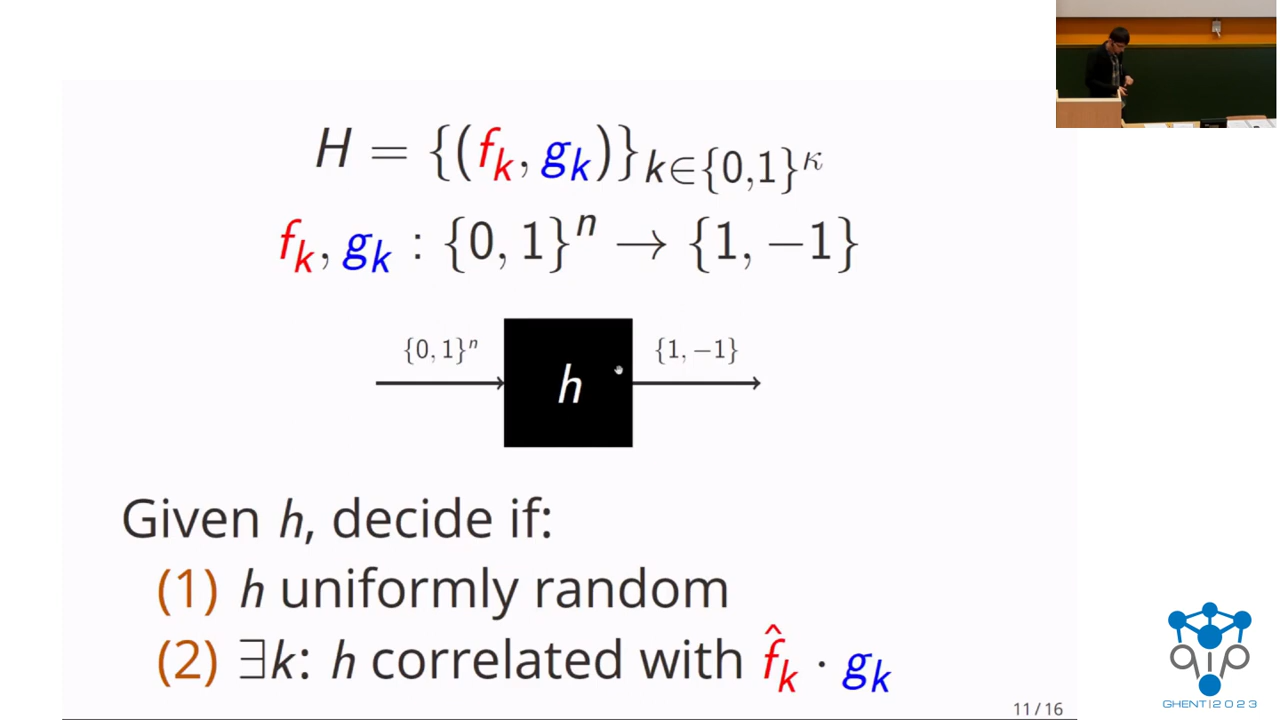 H = {(f_k, g_k)}_{k∈{0,1}^κ}
f_k, g_k : {0, 1}^n → {1, −1}
{0, 1}^n
{1, −1}
h
Given h, decide if:
(1) h uniformly random
(2) ∃k: h correlated with f̂_k · g_k
11 / 16
qip
GHENT|2023